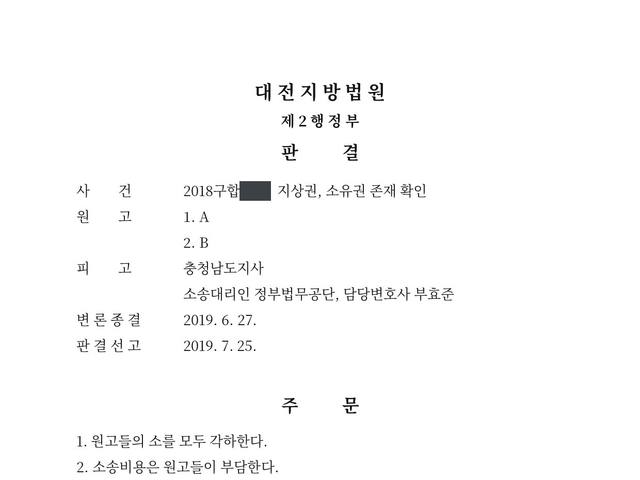 대전지방법원
제2행정부
판 결
사 건 2018구합 지상권, 소유권 존재 확인
원 고 1. A
2. B
피 고 충청남도지사
소송대리인 정부법무공단, 담당변호사 부효준
변론종결 2019. 6. 27.
판결선고 2019. 7. 25.
주 문
1. 원고들의 소를 모두 각하한다.
2. 소송비용은 원고들이 부담한다.